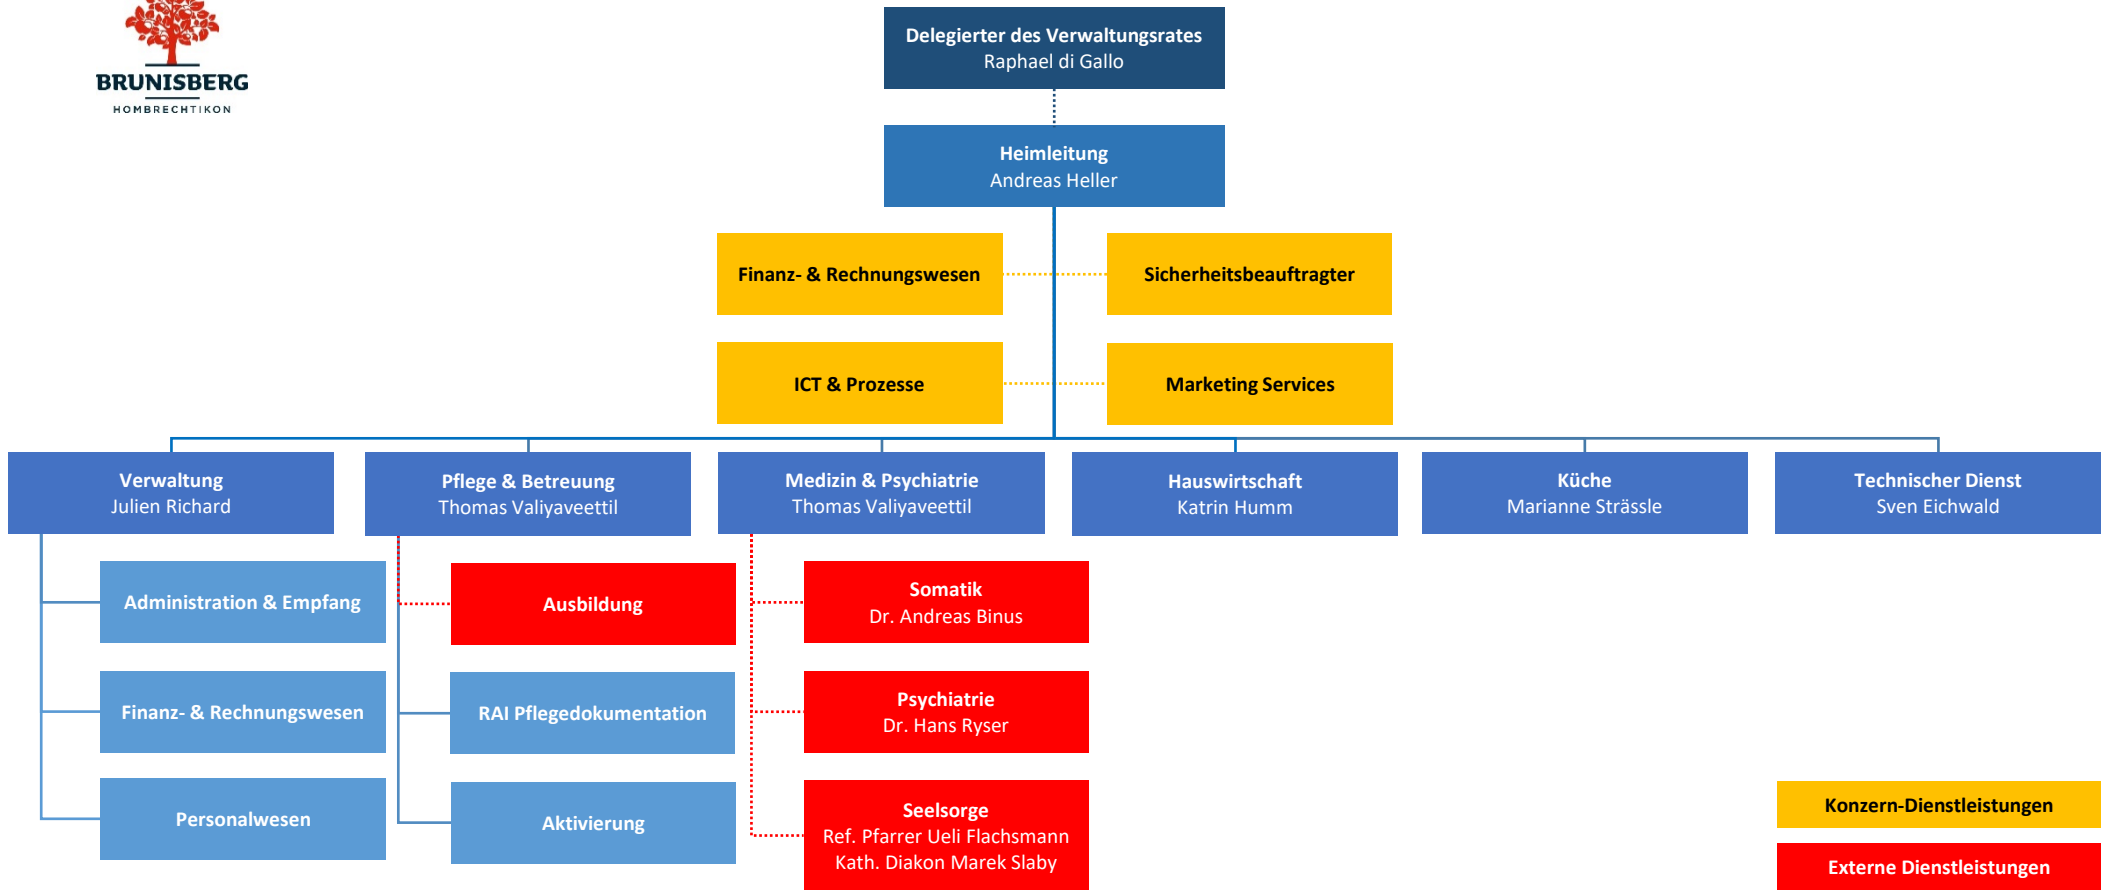 BRUNISBERG
HOMBRECHTIKON
Delegierter des Verwaltungsrates
Raphael di Gallo
Heimleitung
Andreas Heller
Finanz- & Rechnungswesen
Sicherheitsbeauftragter
ICT & Prozesse
Marketing Services
Verwaltung
Julien Richard
Pflege & Betreuung
Thomas Valiyaveettil
Medizin & Psychiatrie
Thomas Valiyaveettil
Hauswirtschaft
Katrin Humm
Küche
Marianne Strässle
Technischer Dienst
Sven Eichwald
Administration & Empfang
Finanz- & Rechnungswesen
Personalwesen
Ausbildung
RAI Pflegedokumentation
Aktivierung
Somatik
Dr. Andreas Binus
Psychiatrie
Dr. Hans Ryser
Seelsorge
Ref. Pfarrer Ueli Flachsmann
Kath. Diakon Marek Slaby
Konzern-Dienstleistungen
Externe Dienstleistungen